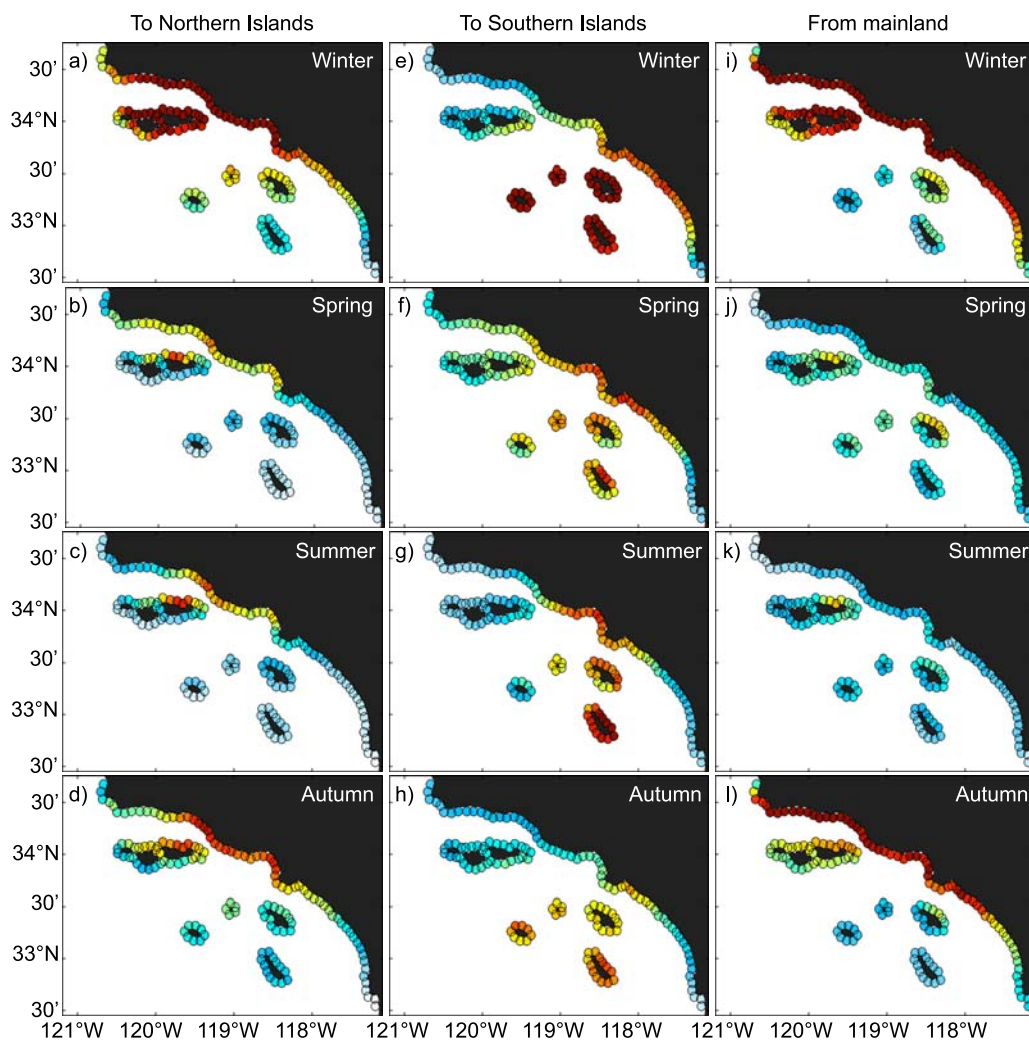 To Northern Islands To Southern Islands From mainland
a) Winter e) Winter i) Winter
30'
34°N
30'
33°N
30'
b) Spring f) Spring j) Spring
30'
34°N
30'
33°N
30'
c) Summer g) Summer k) Summer
30'
34°N
30'
33°N
30'
d) Autumn h) Autumn l) Autumn
30'
34°N
30'
33°N
30'
121°W 120°W 119°W 118°W 121°W 120°W 119°W 118°W 121°W 120°W 119°W 118°W